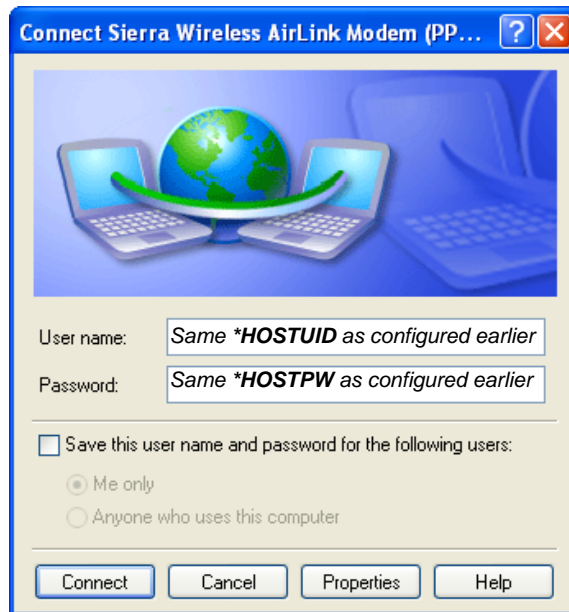 Connect Sierra Wireless AirLink Modem (PP...
User name: Same *HOSTUID as configured earlier
Password: Same *HOSTPW as configured earlier
Save this user name and password for the following users:
Me only
Anyone who uses this computer
Connect Cancel Properties Help